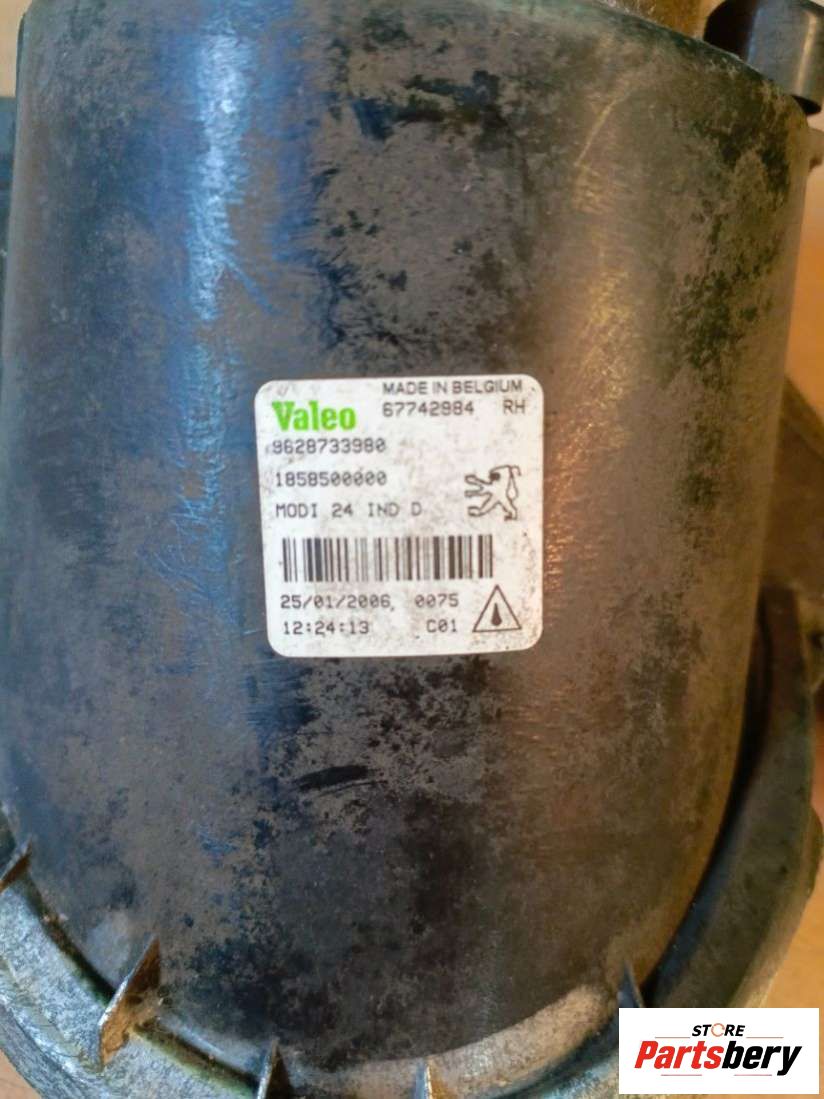 MADE IN BELGIUM
Valeo 67742984 RH
9628733980
1858500000
MODI 24 IND D
25/01/2006, 0075
12:24:13 C01
STORE
Partsbery